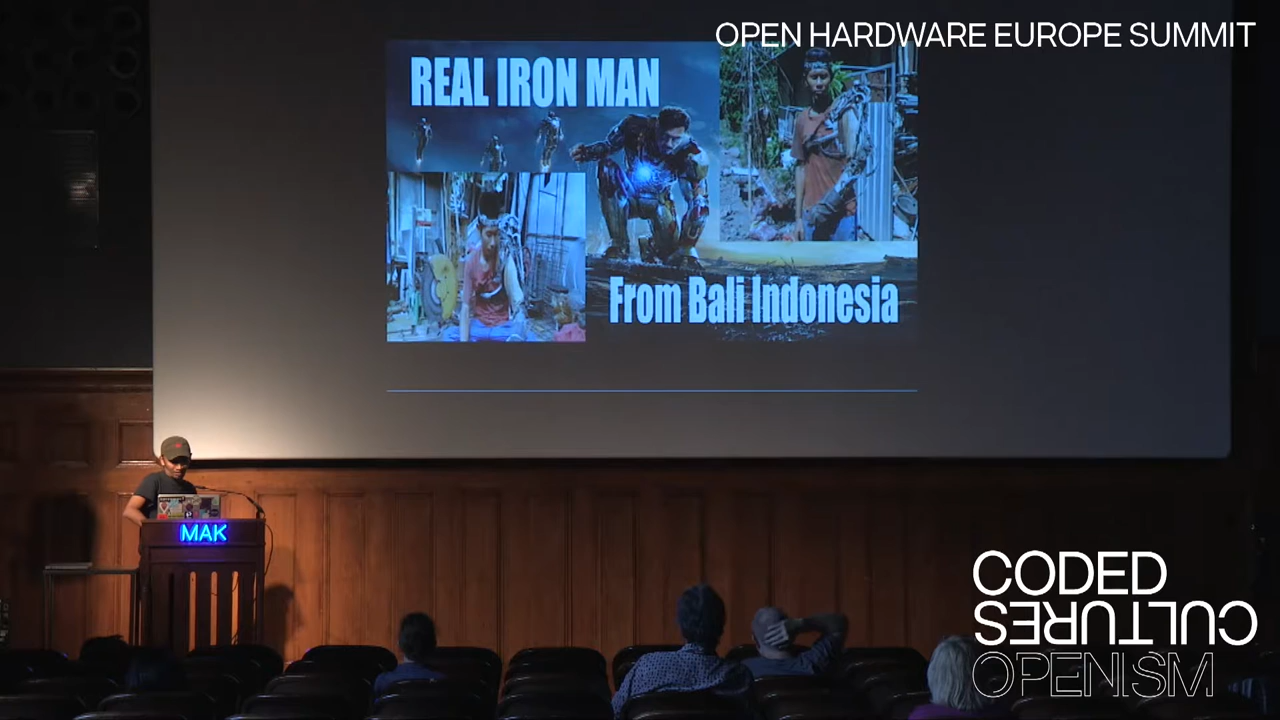 OPEN HARDWARE EUROPE SUMMIT
REAL IRON MAN
From Bali Indonesia
MAK
CODED
CULTURES
OPENISM